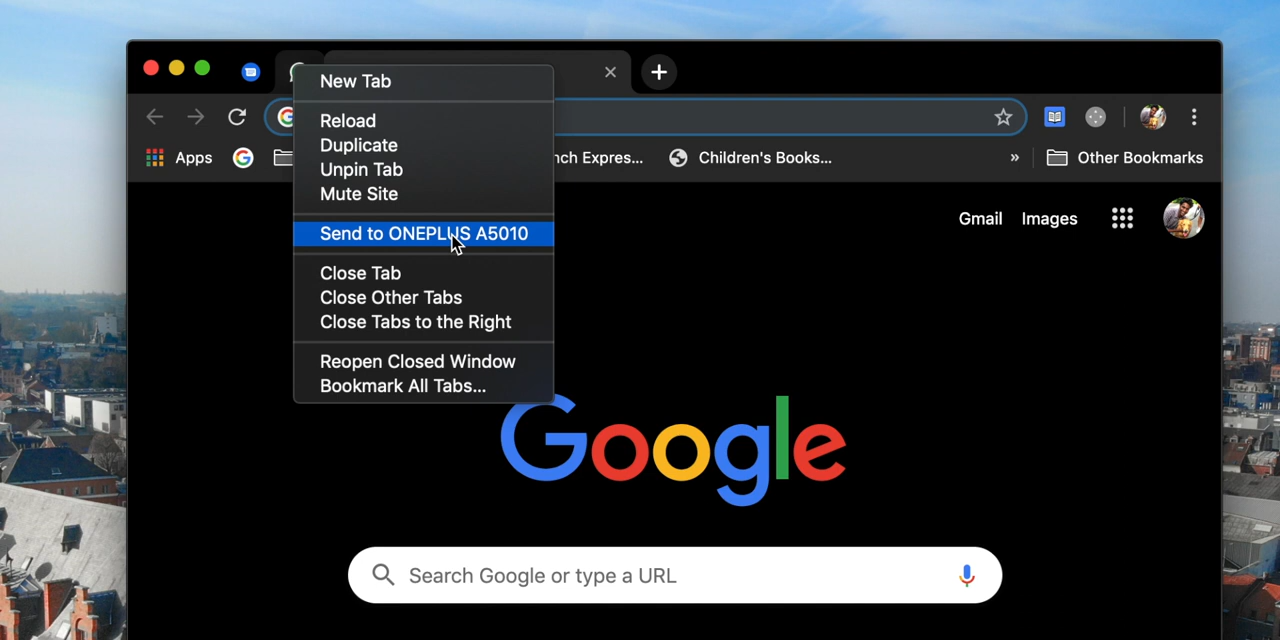 New Tab
Reload
Duplicate
Unpin Tab
Mute Site
Send to ONEPLUS A5010
Close Tab
Close Other Tabs
Close Tabs to the Right
Reopen Closed Window
Bookmark All Tabs...
Apps
nch Expres...
Children's Books...
»
Other Bookmarks
Gmail
Images
Google
Search Google or type a URL